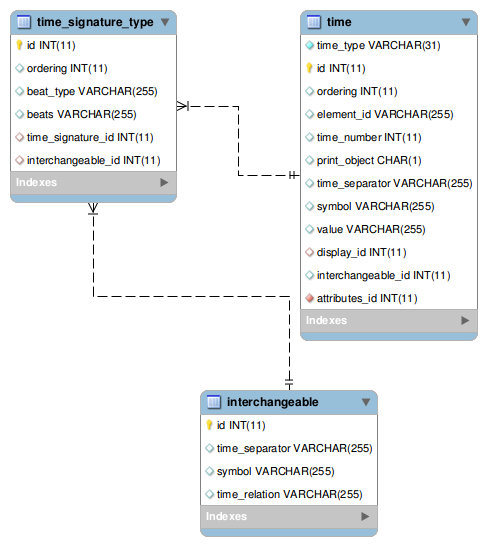 time_signature_type
id INT(11)
ordering INT(11)
beat_type VARCHAR(255)
beats VARCHAR(255)
time_signature_id INT(11)
interchangeable_id INT(11)
Indexes
time
time_type VARCHAR(31)
id INT(11)
ordering INT(11)
element_id VARCHAR(255)
time_number INT(11)
print_object CHAR(1)
time_separator VARCHAR(255)
symbol VARCHAR(255)
value VARCHAR(255)
display_id INT(11)
interchangeable_id INT(11)
attributes_id INT(11)
Indexes
interchangeable
id INT(11)
time_separator VARCHAR(255)
symbol VARCHAR(255)
time_relation VARCHAR(255)
Indexes